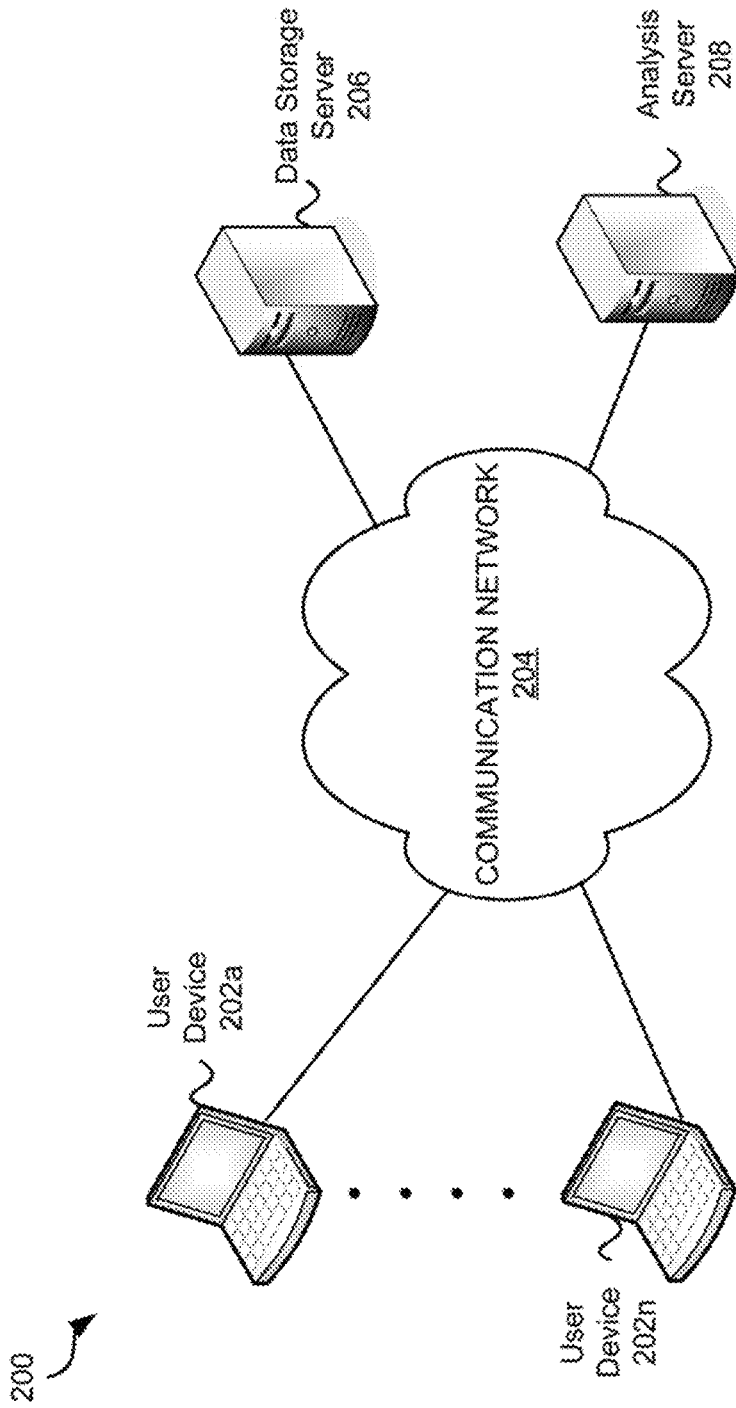 200
User
Device
202a
User
Device
202n
COMMUNICATION NETWORK
204
Data Storage
Server
206
Analysis
Server
208